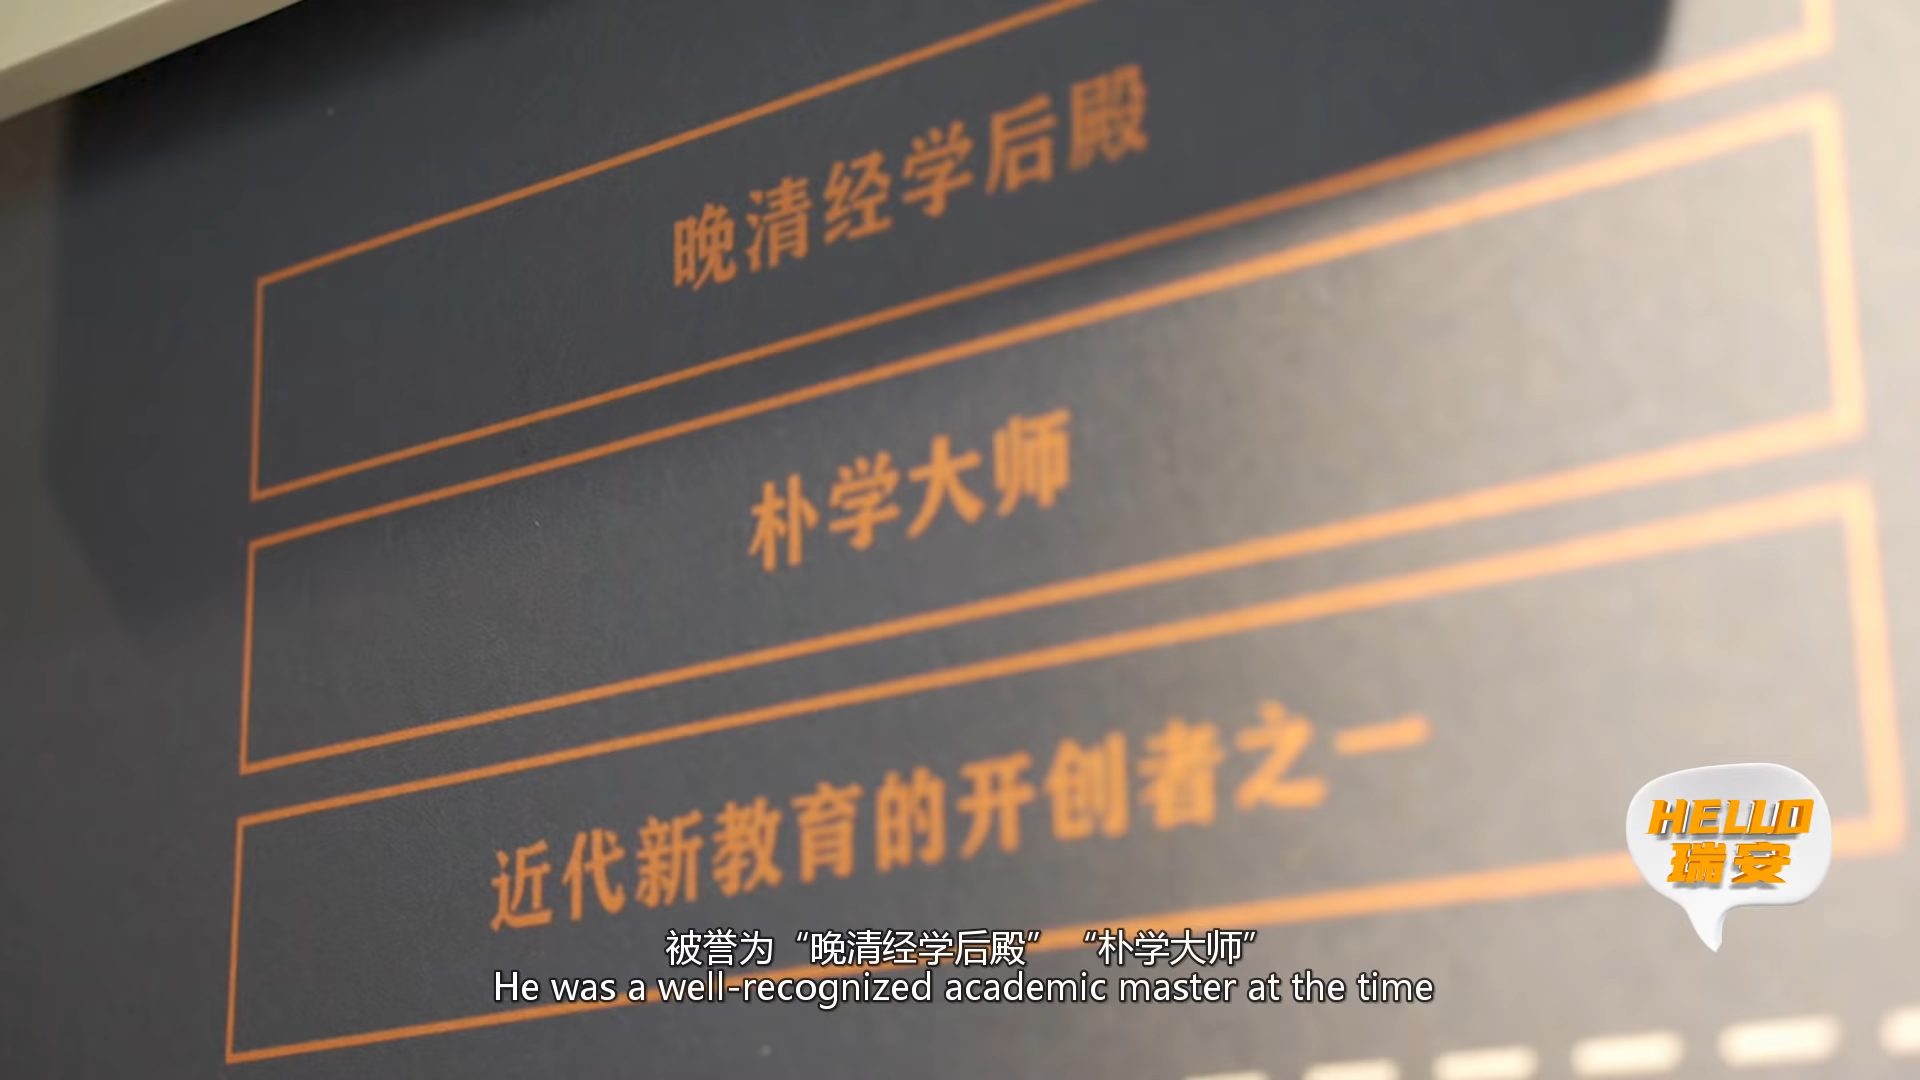 晚清经学后殿
朴学大师
近代新教育的开创者之一
HELLO
瑞安
被誉为“晚清经学后殿”“朴学大师”
He was a well-recognized academic master at the time